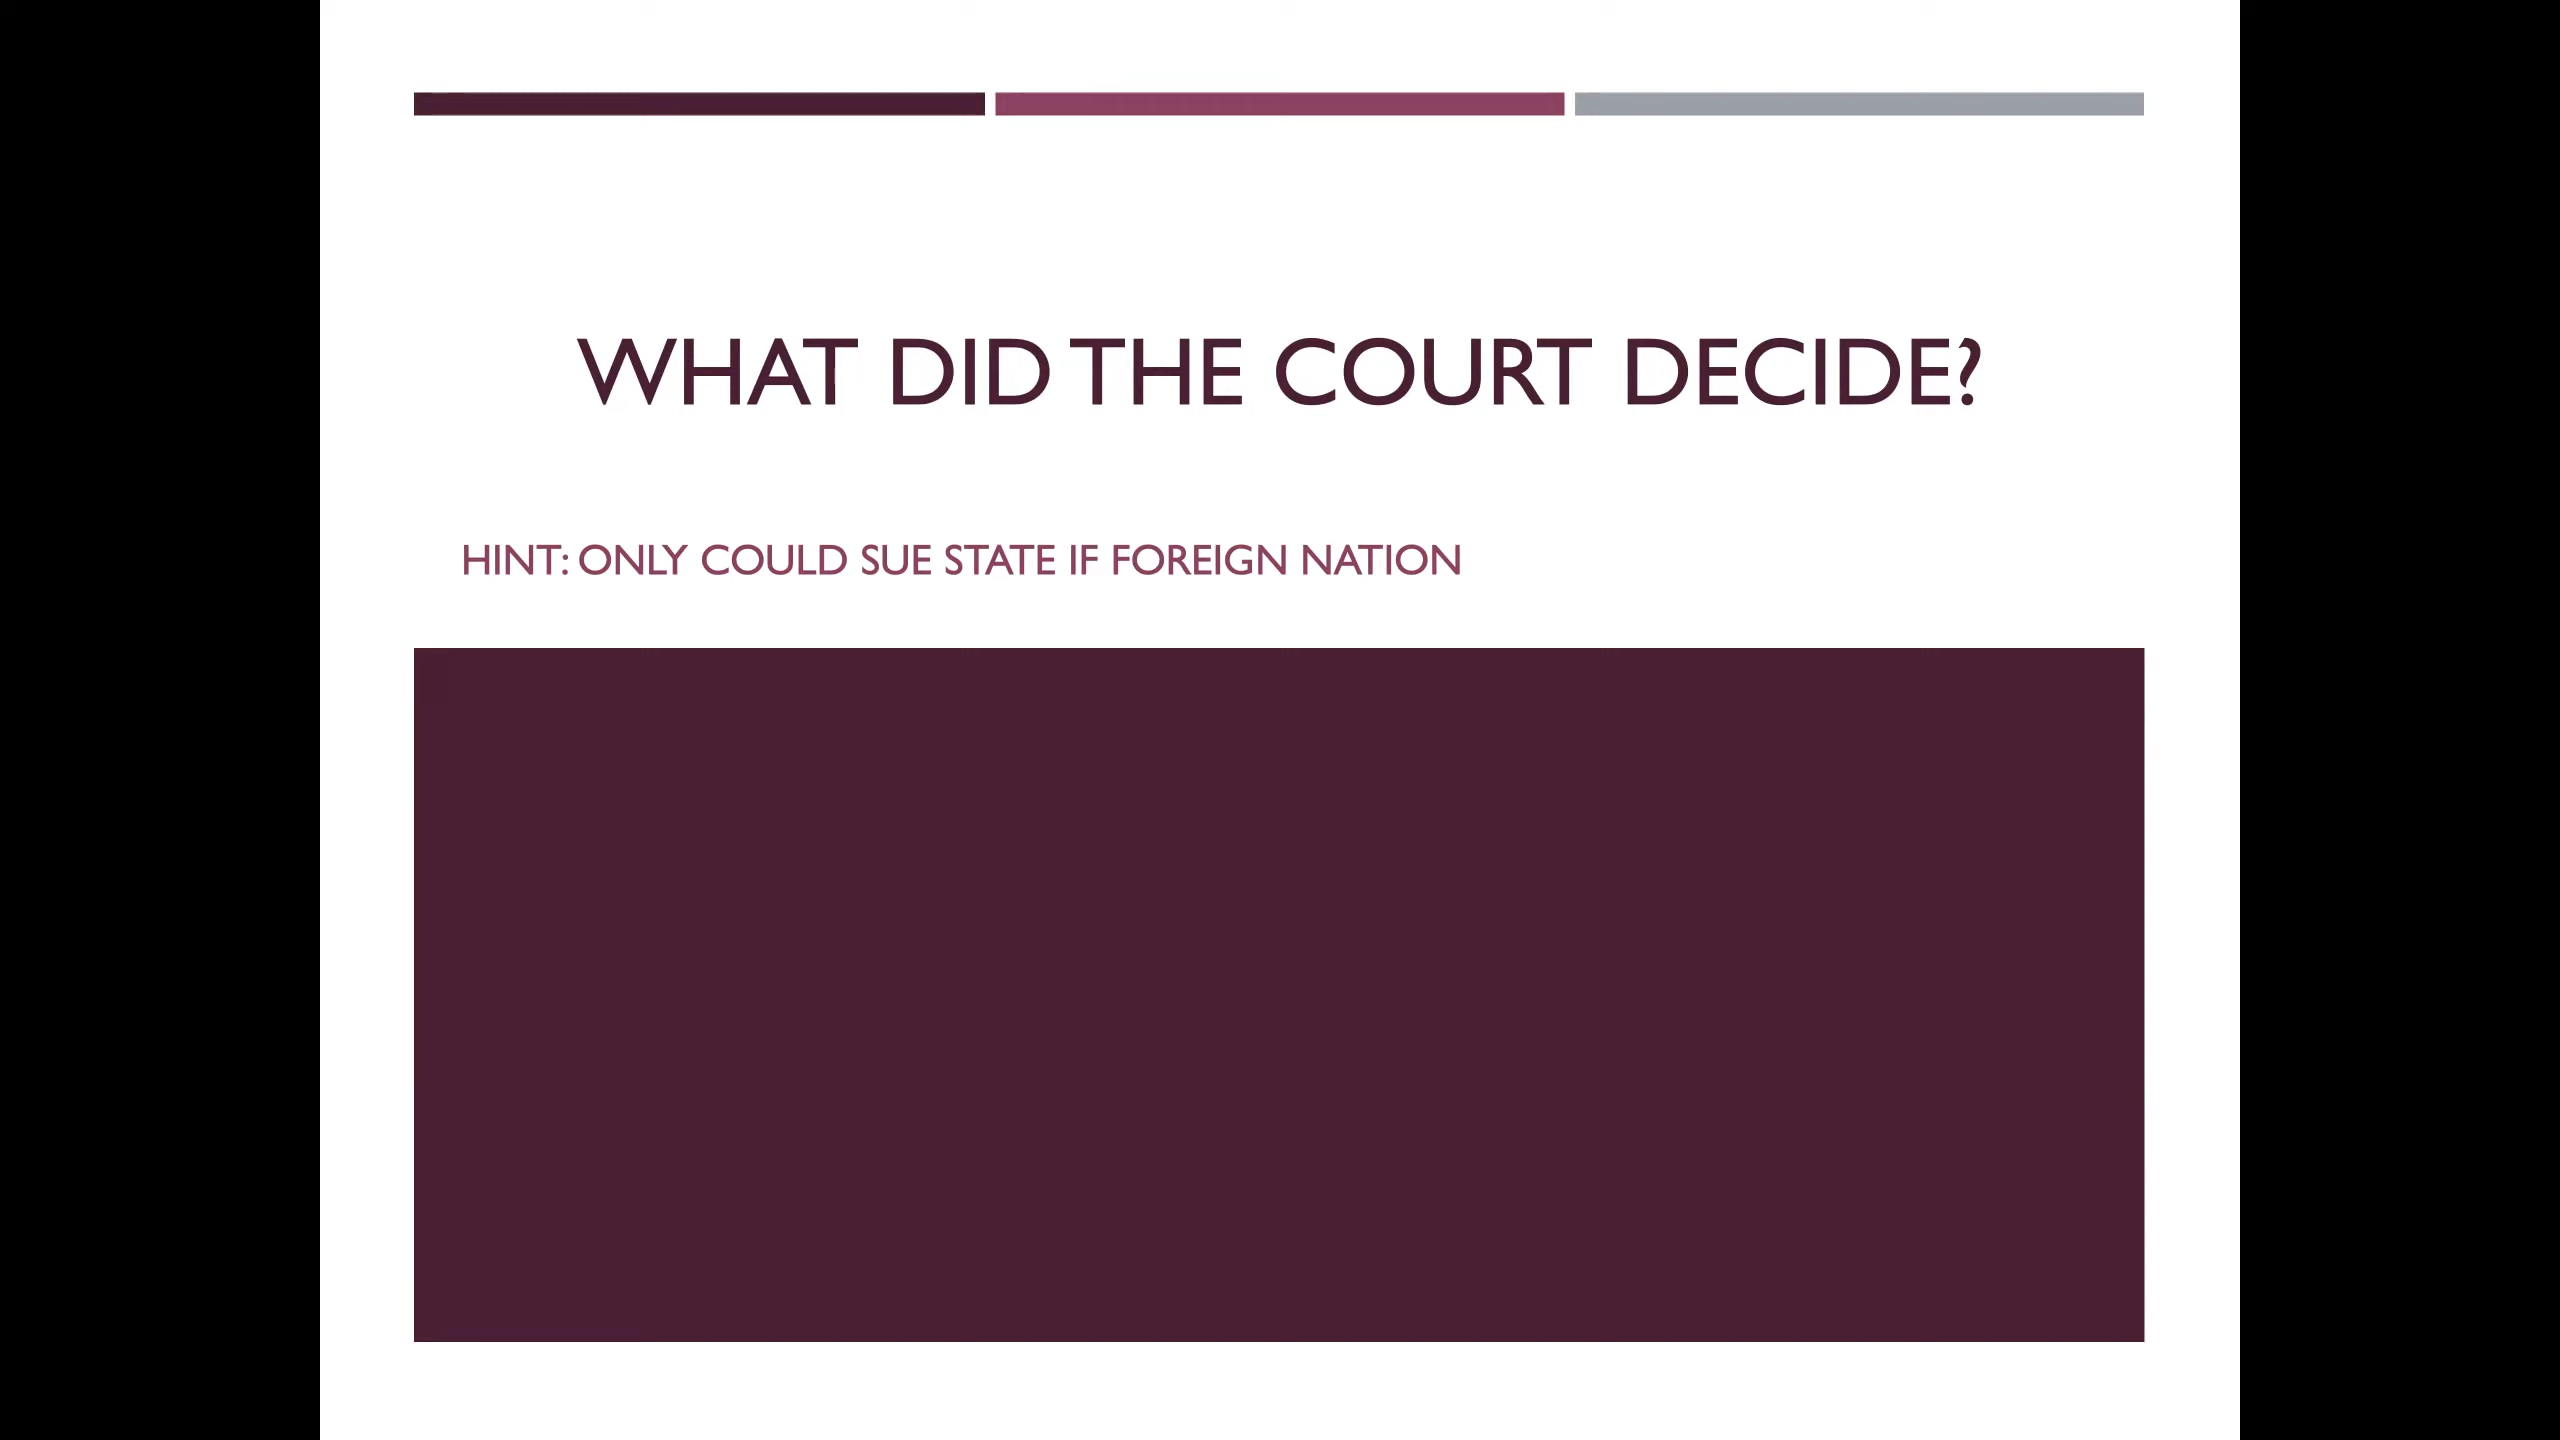 WHAT DID THE COURT DECIDE?
HINT: ONLY COULD SUE STATE IF FOREIGN NATION